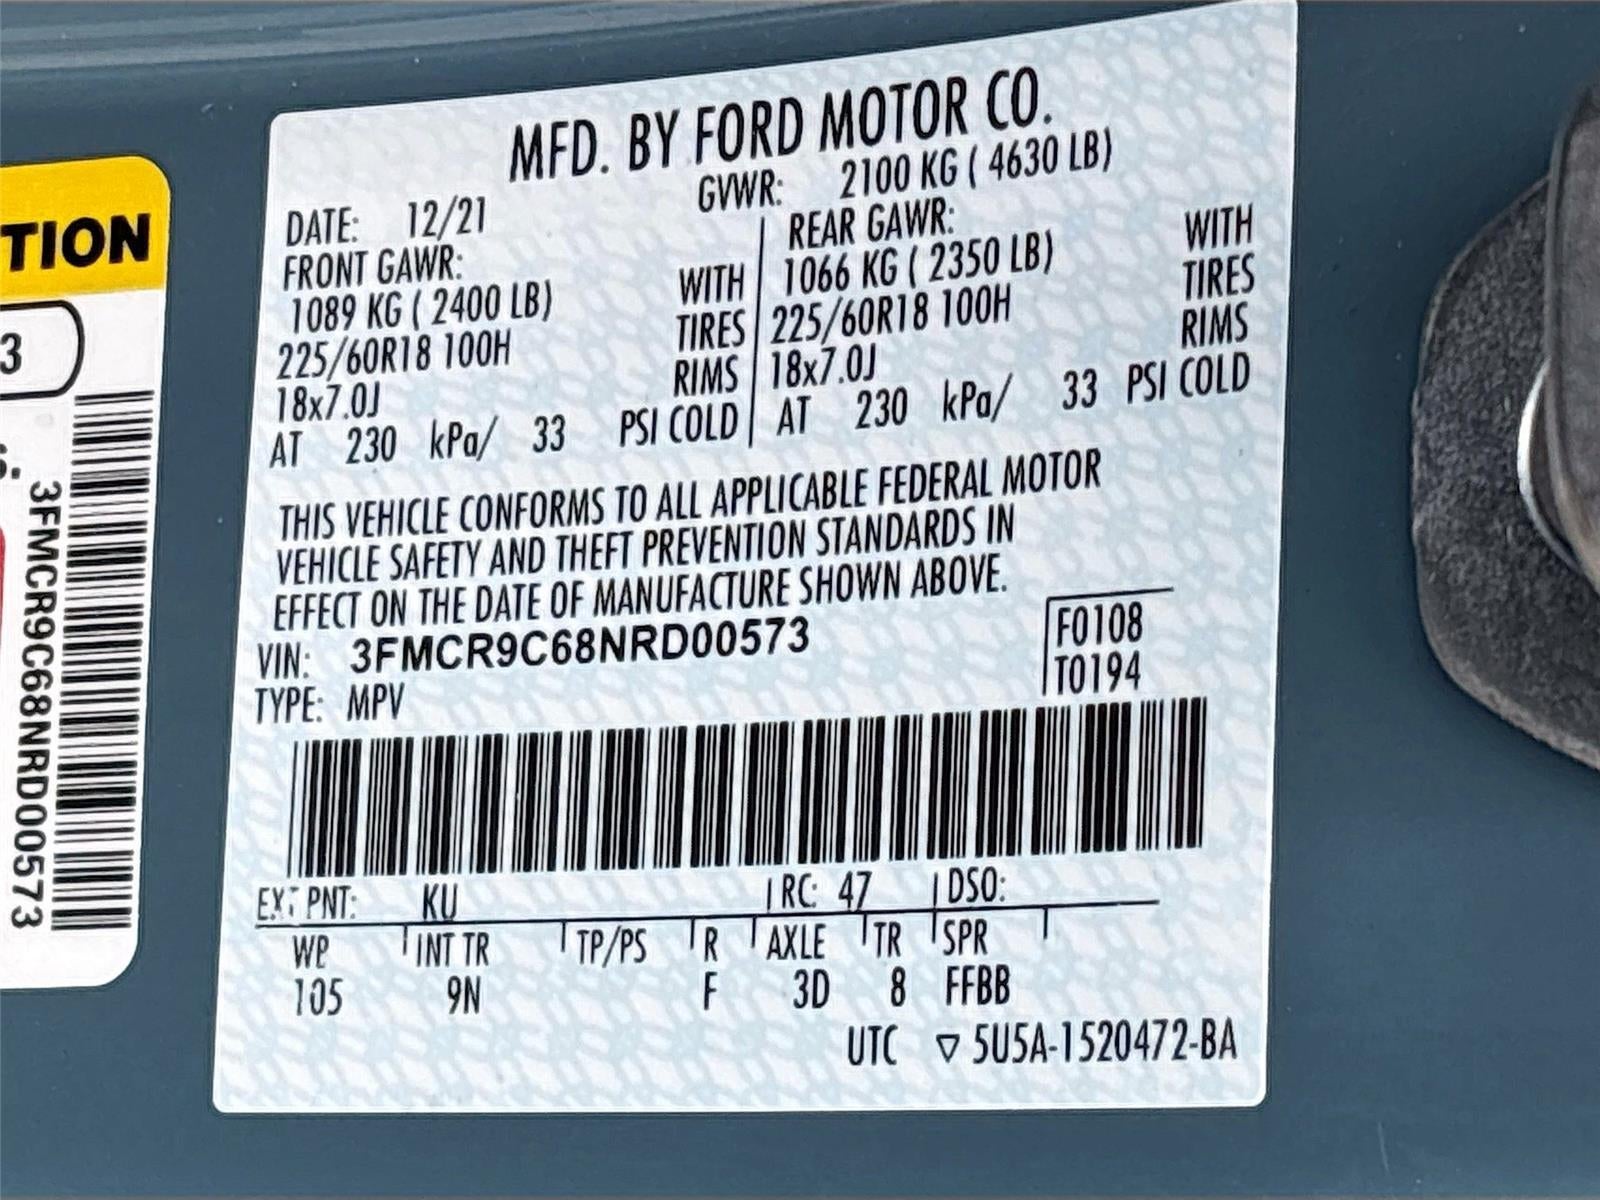 MFD. BY FORD MOTOR CO.
DATE: 12/21 GVWR: 2100 KG ( 4630 LB)
FRONT GAWR: REAR GAWR:
1089 KG ( 2400 LB) WITH 1066 KG ( 2350 LB) WITH
225/60R18 100H TIRES 225/60R18 100H TIRES
18x7.0J RIMS 18x7.0J RIMS
AT 230 kPa/ 33 PSI COLD AT 230 kPa/ 33 PSI COLD
THIS VEHICLE CONFORMS TO ALL APPLICABLE FEDERAL MOTOR
VEHICLE SAFETY AND THEFT PREVENTION STANDARDS IN
EFFECT ON THE DATE OF MANUFACTURE SHOWN ABOVE.
VIN: 3FMCR9C68NRD00573 F0108
TYPE: MPV T0194
EXT PNT: KU RC: 47 DSO:
WB INT TR TP/PS R AXLE TR SPR
105 9N F 3D 8 FFBB
UTC ▽ 5U5A-1520472-BA
TION
3
3FMCR9C68NRD00573